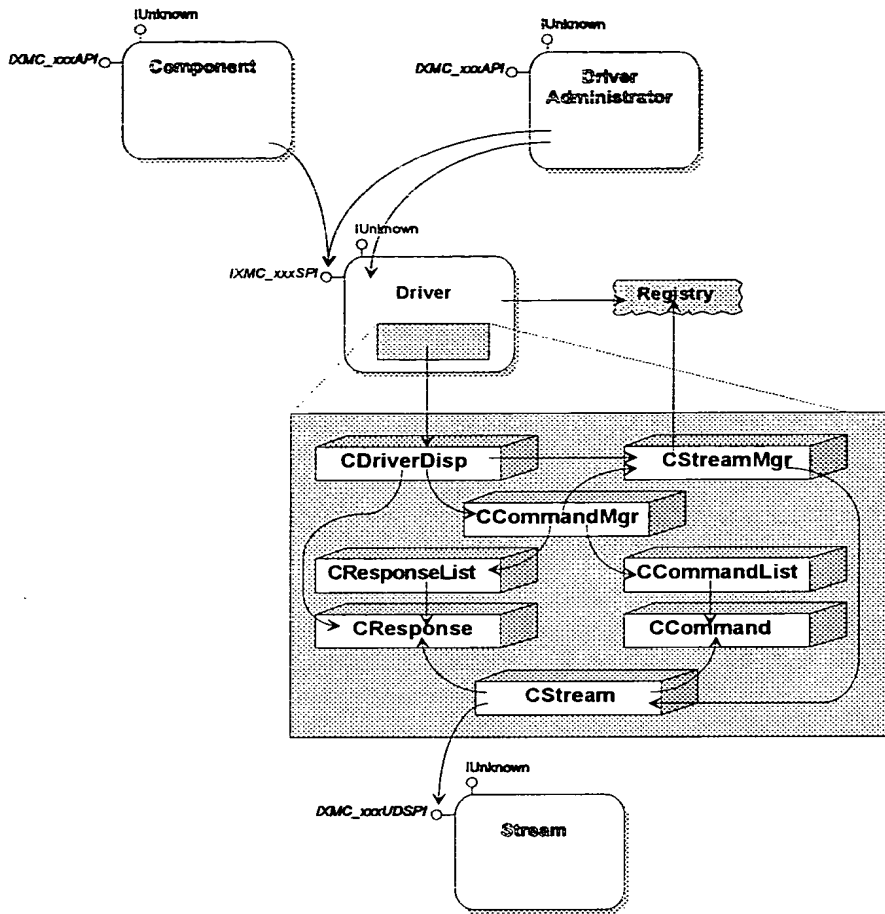 IUnknown
IXMC_xxxAPI
Component
IUnknown
IXMC_xxxAPI
Driver
Administrator
IUnknown
IXMC_xxxSPI
Driver
Registry
CDriverDisp
CStreamMgr
CCommandMgr
CResponseList
CCommandList
CResponse
CCommand
CStream
IUnknown
IXMC_xxxUDSPI
Stream